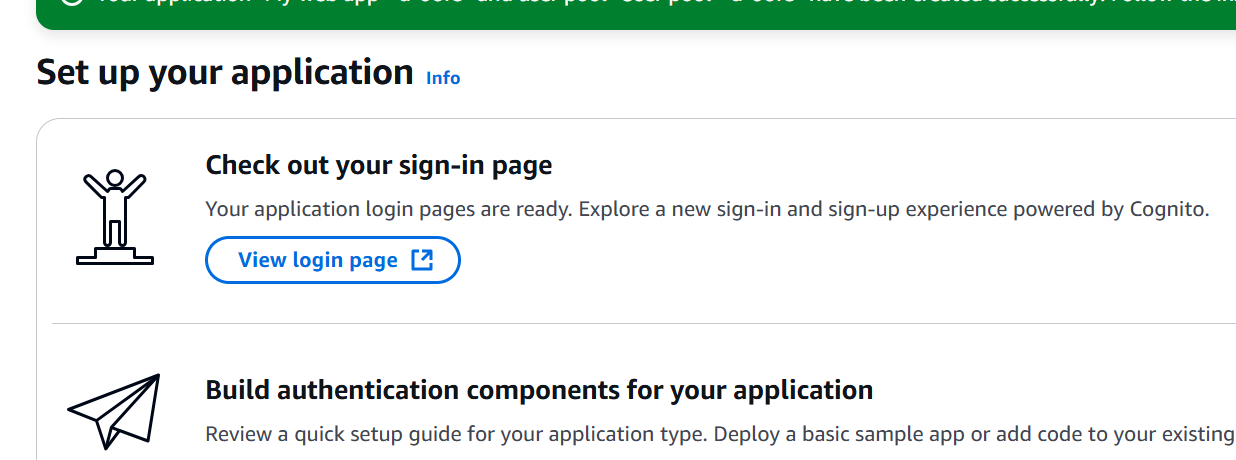 Set up your application Info
Check out your sign-in page
Your application login pages are ready. Explore a new sign-in and sign-up experience powered by Cognito.
View login page
Build authentication components for your application
Review a quick setup guide for your application type. Deploy a basic sample app or add code to your existing